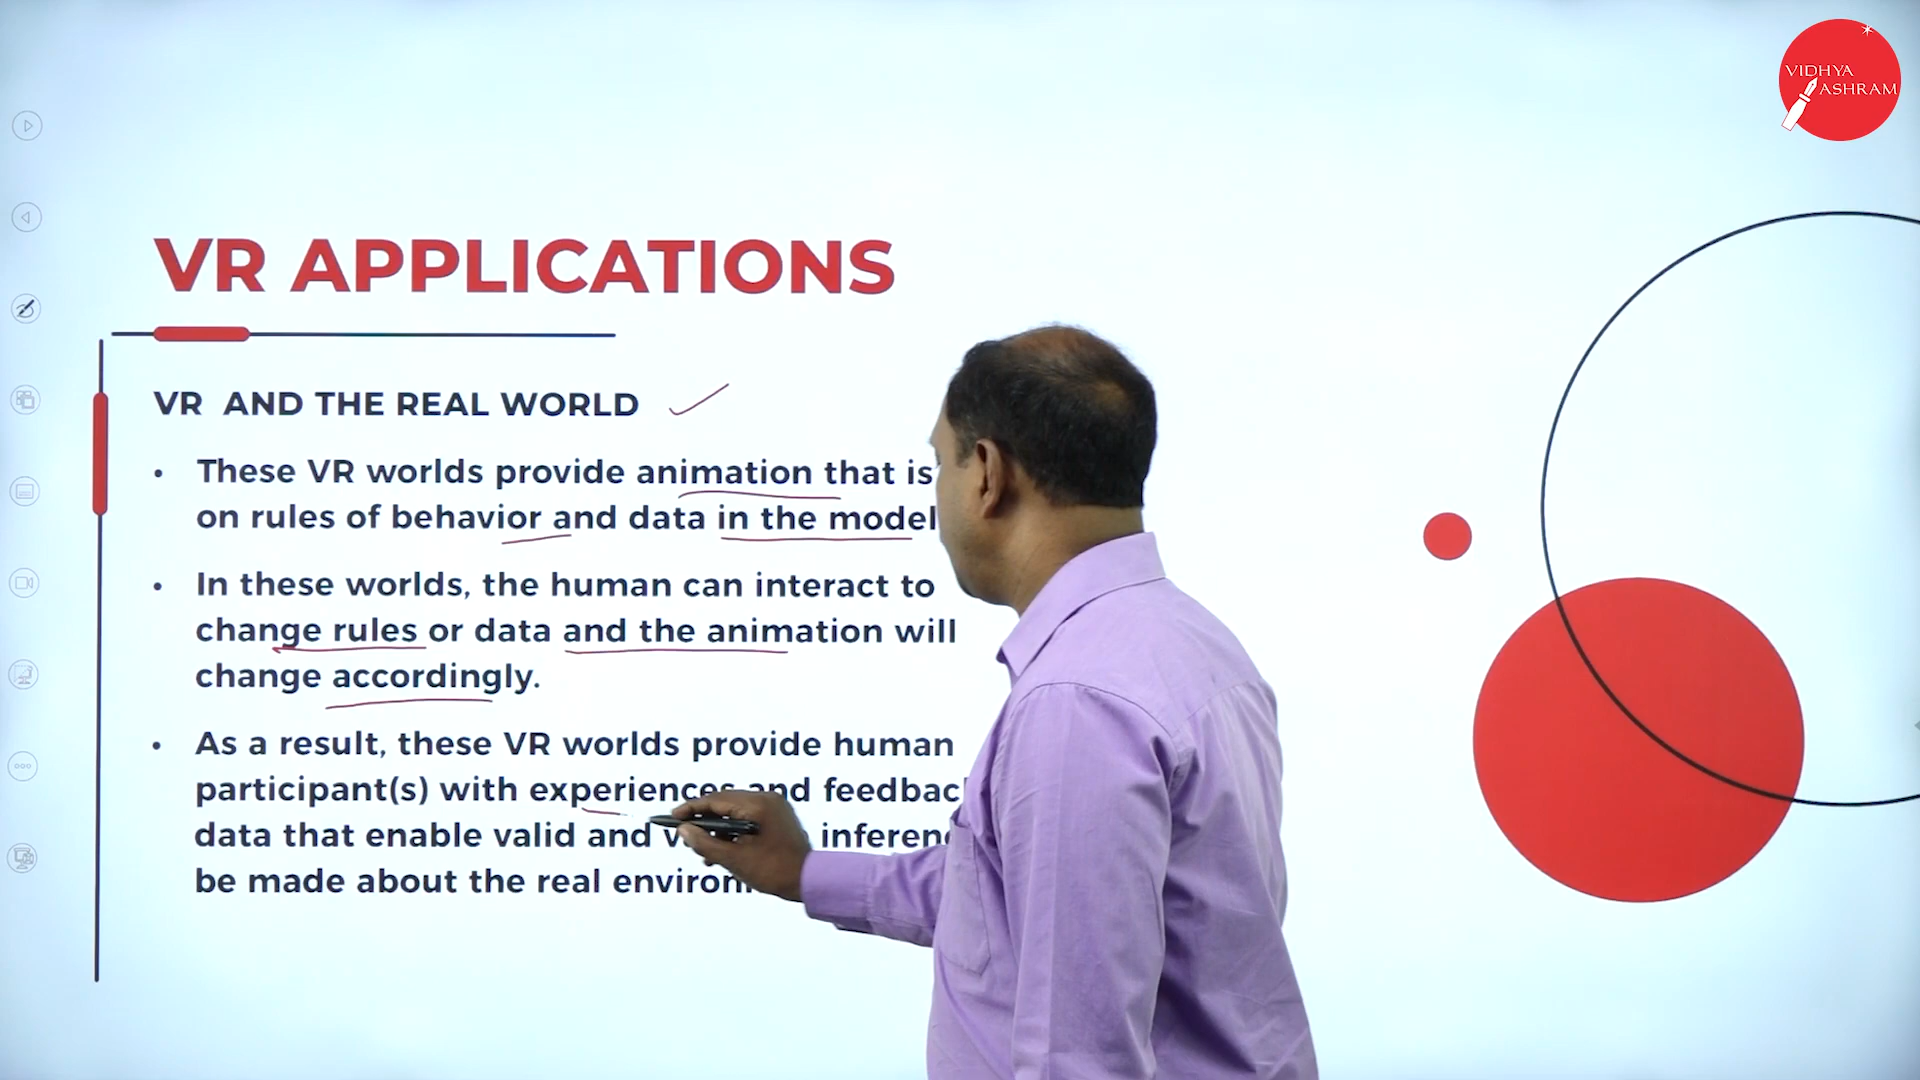 VIDHYA
ASHRAM
VR APPLICATIONS
VR AND THE REAL WORLD
• These VR worlds provide animation that is
on rules of behavior and data in the model
• In these worlds, the human can interact to
change rules or data and the animation will
change accordingly.
• As a result, these VR worlds provide human
participant(s) with experiences and
data that enable valid and
be made about the real